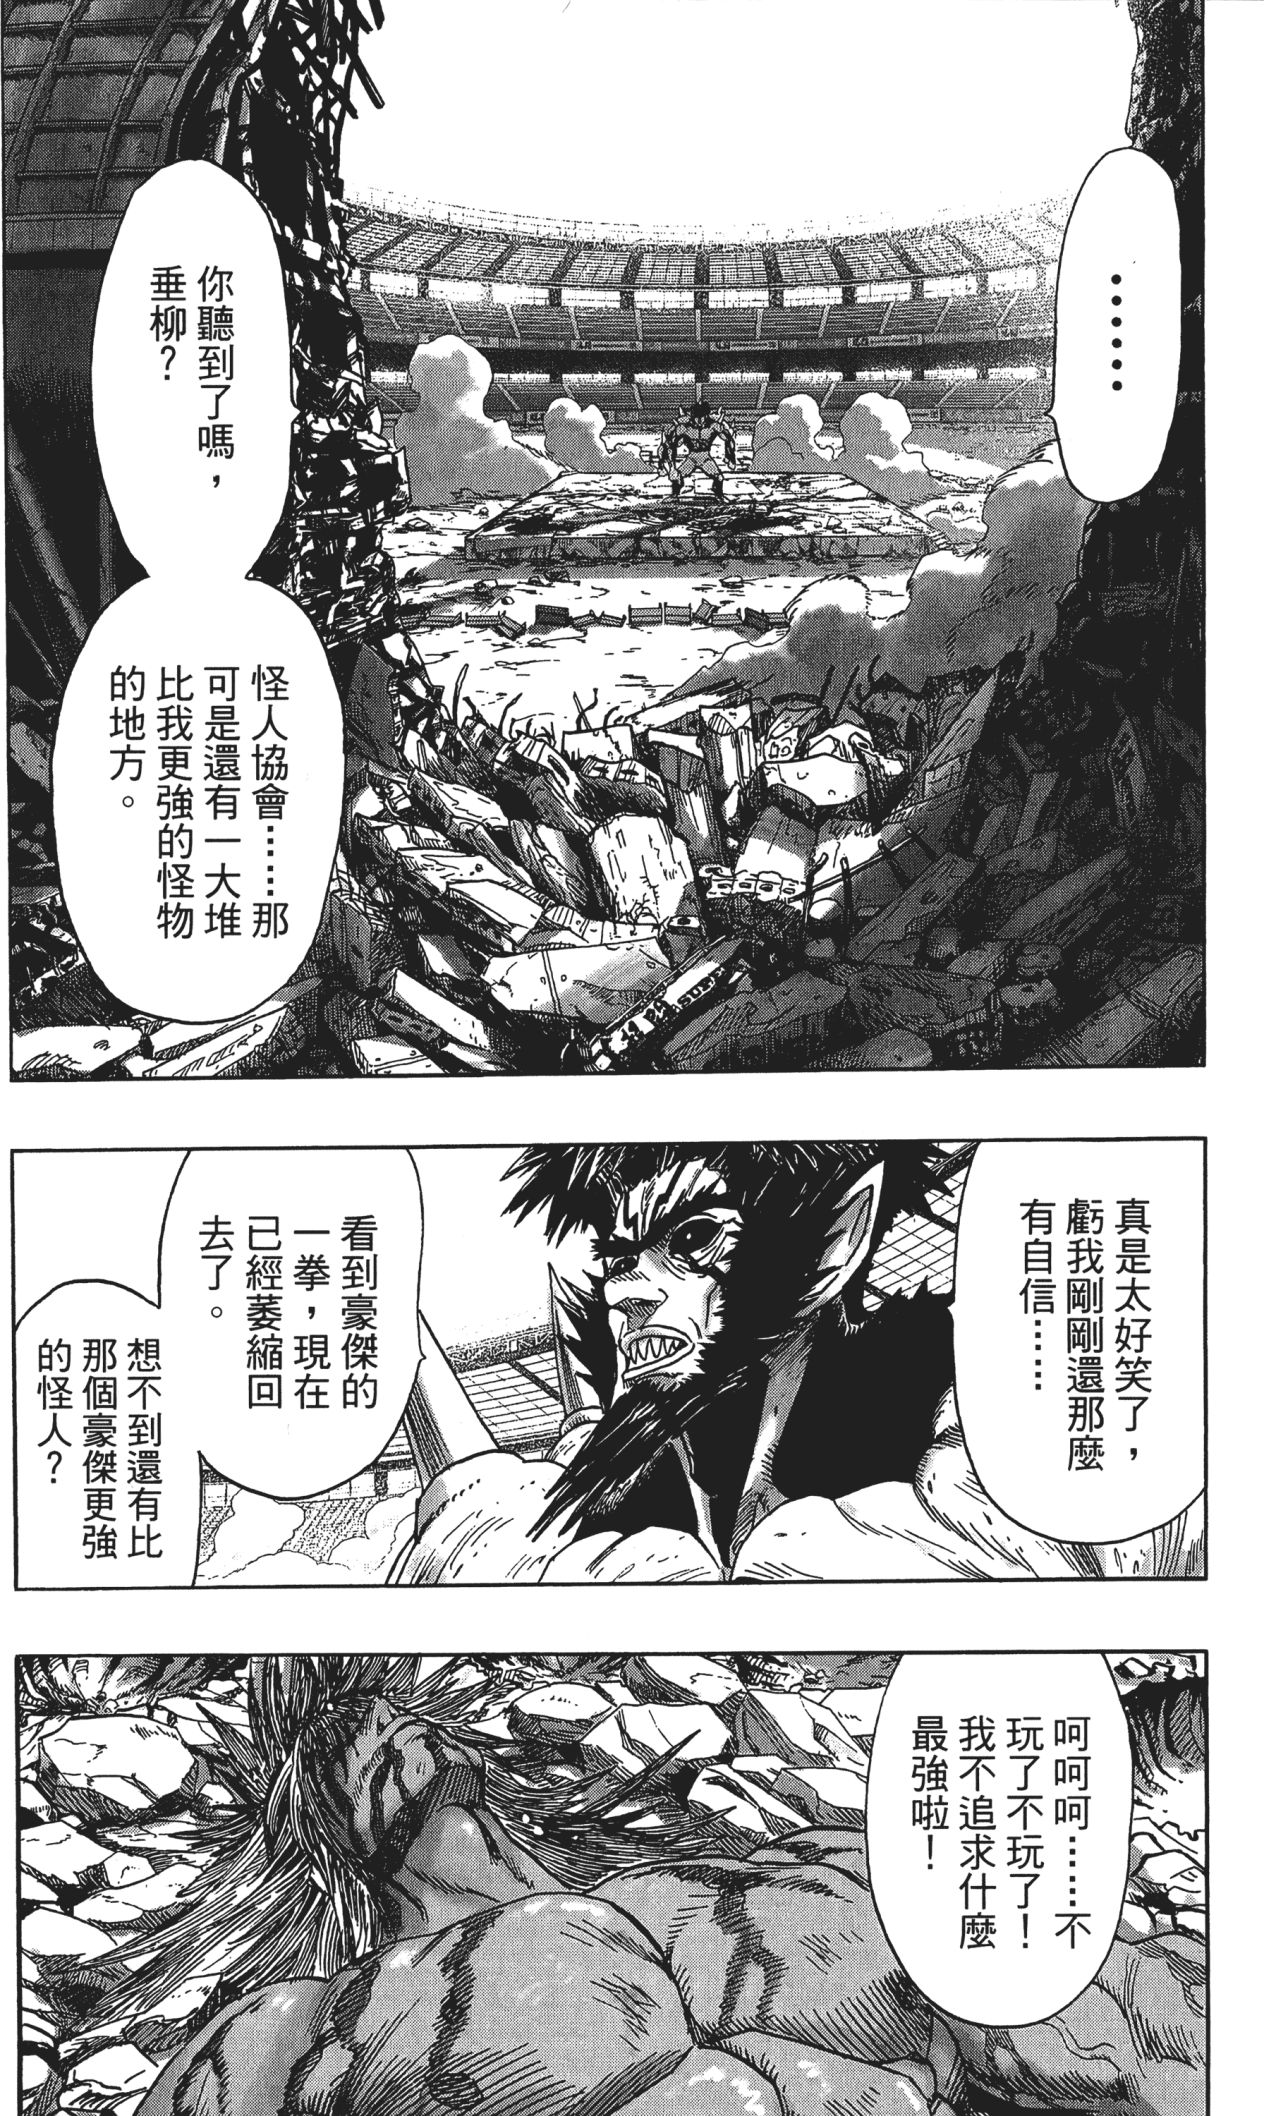 ……
你聽到了嗎，
垂柳？
怪人協會……那
可是還有一大堆
比我更強的怪物
的地方。
真是太好笑了，
虧我剛剛還那麼
有自信……
看到豪傑的
一拳，現在
已經萎縮回
去了。
想不到還有比
那個豪傑更強
的怪人？
呵呵呵……不
玩了不玩了！
我不追求什麼
最強啦！